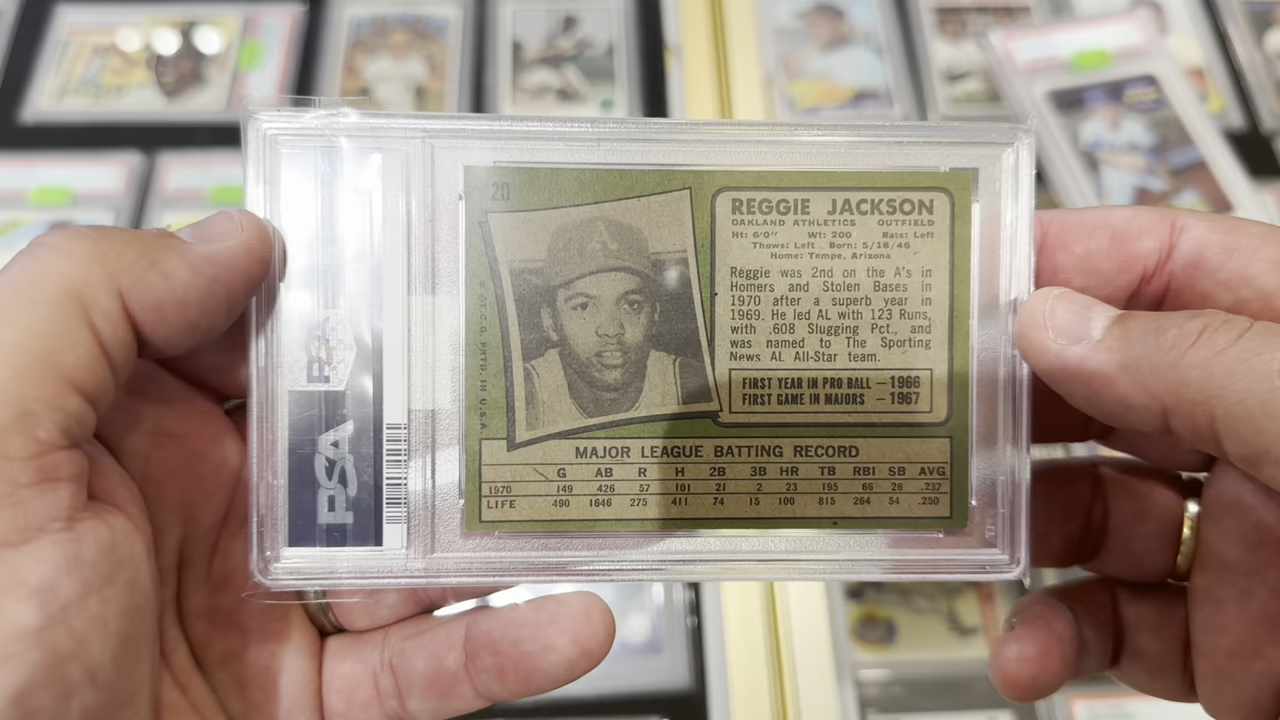 20
REGGIE JACKSON
OAKLAND ATHLETICS OUTFIELD
Ht: 6'0" Wt: 200 Bats: Left
Thows: Left Born: 5/18/46
Home: Tempe, Arizona
Reggie was 2nd on the A's in
Homers and Stolen Bases in
1970 after a superb year in
1969. He led AL with 123 Runs,
with .608 Slugging Pct., and
was named to The Sporting
News AL All-Star team.
FIRST YEAR IN PRO BALL — 1966
FIRST GAME IN MAJORS — 1967
A
T.C.G. PRTD. IN U.S.A.
MAJOR LEAGUE BATTING RECORD
G AB R H 2B 3B HR TB RBI SB AVG
1970 149 426 57 101 21 2 23 195 66 26 .237
LIFE 490 1646 275 411 74 15 100 815 264 54 .250
PSA
PSA